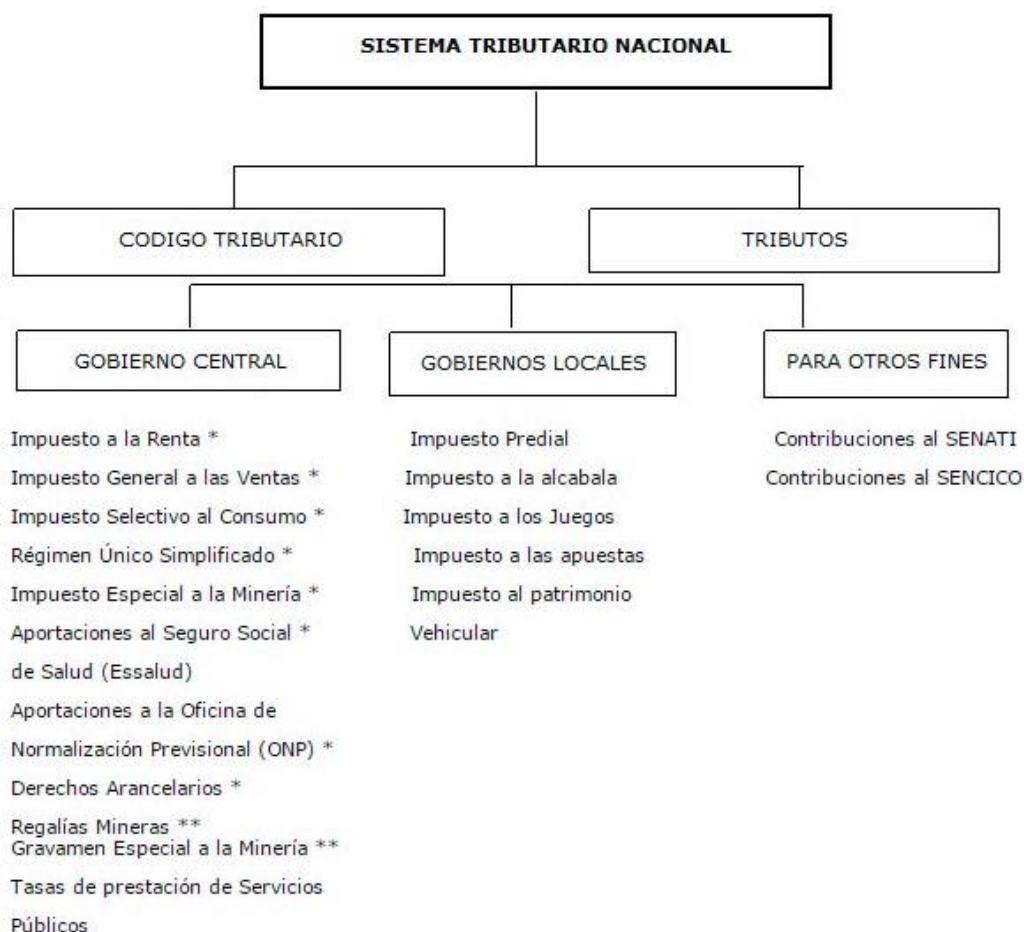 SISTEMA TRIBUTARIO NACIONAL
CODIGO TRIBUTARIO
TRIBUTOS
GOBIERNO CENTRAL
GOBIERNOS LOCALES
PARA OTROS FINES
Impuesto a la Renta *
Impuesto General a las Ventas *
Impuesto Selectivo al Consumo *
Régimen Único Simplificado *
Impuesto Especial a la Minería *
Aportaciones al Seguro Social *
de Salud (Essalud)
Aportaciones a la Oficina de
Normalización Previsional (ONP) *
Derechos Arancelarios *
Regalías Mineras **
Gravamen Especial a la Minería **
Tasas de prestación de Servicios
Públicos
Impuesto Predial
Impuesto a la alcabala
Impuesto a los Juegos
Impuesto a las apuestas
Impuesto al patrimonio
Vehicular
Contribuciones al SENATI
Contribuciones al SENCICO